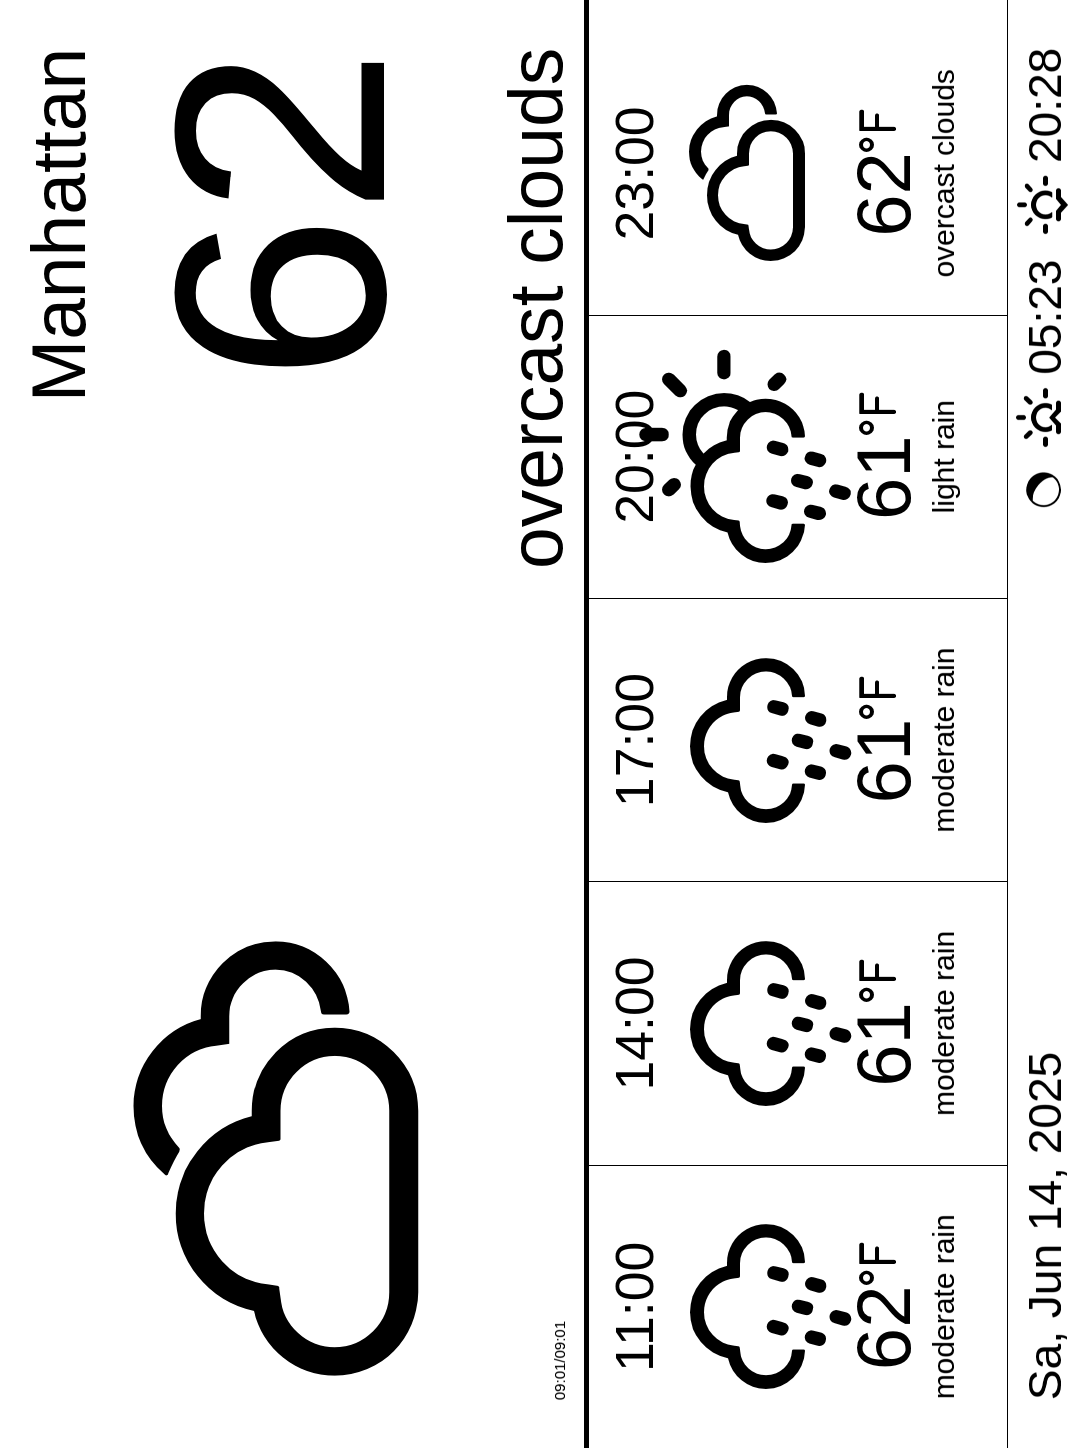 Manhattan
62
overcast clouds
09:01/09:01
11:00
62°F
moderate rain
14:00
61°F
moderate rain
17:00
61°F
moderate rain
20:00
61°F
light rain
23:00
62°F
overcast clouds
Sa, Jun 14, 2025
05:23
20:28